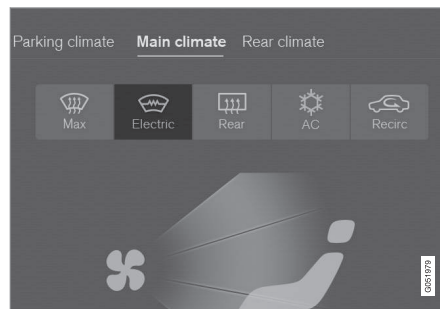 Parking climate Main climate Rear climate
Max Electric Rear AC Recirc
G051979